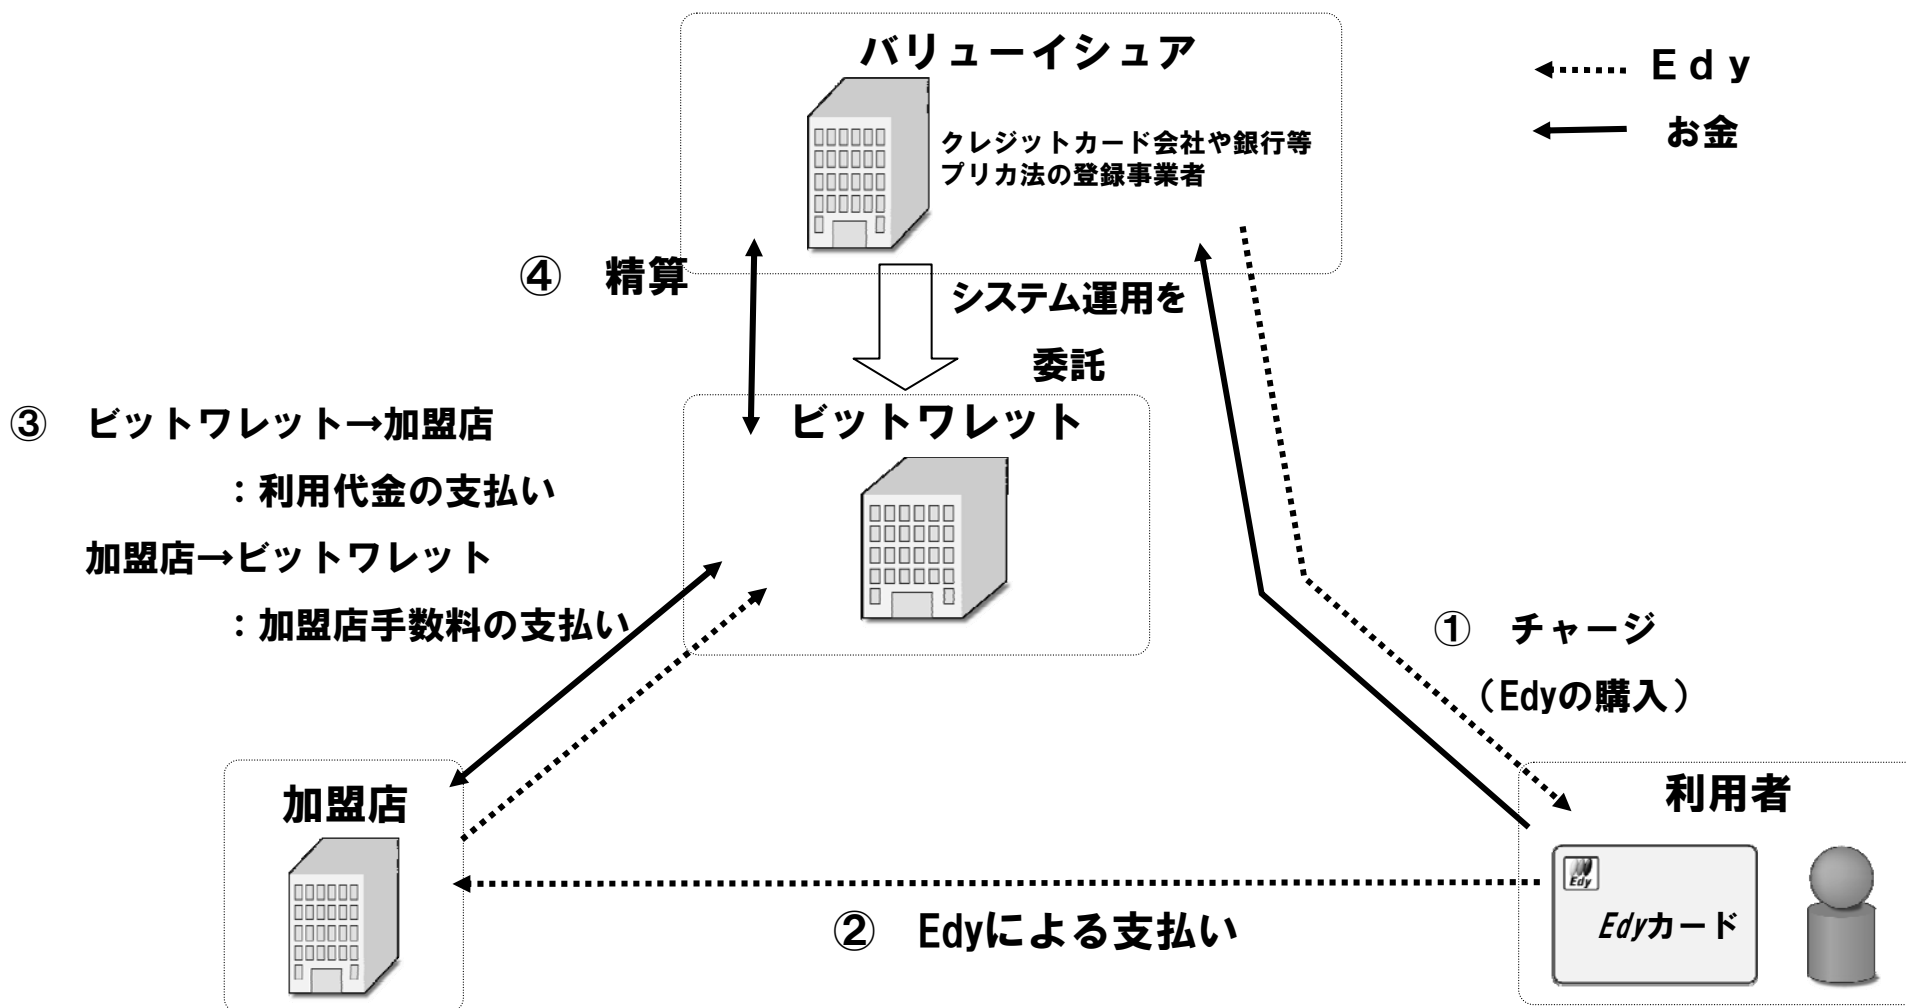 バリューイシュア
クレジットカード会社や銀行等
プリカ法の登録事業者
Edy
お金
④ 精算
システム運用を
委託
③ ビットワレット→加盟店
：利用代金の支払い
加盟店→ビットワレット
：加盟店手数料の支払い
ビットワレット
① チャージ
（Edyの購入）
加盟店
利用者
Edy
Edyカード
② Edyによる支払い